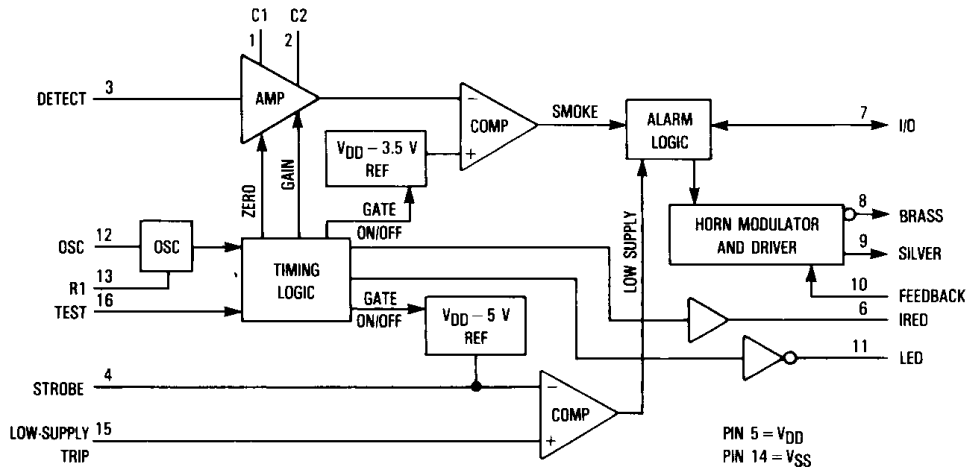 C1
C2
1
2
DETECT
3
AMP
COMP
SMOKE
ALARM
LOGIC
7
I/O
VDD – 3.5 V
REF
ZERO
GAIN
GATE
ON/OFF
LOW SUPPLY
HORN MODULATOR
AND DRIVER
8
BRASS
9
SILVER
10
FEEDBACK
OSC
12
OSC
R1
13
TEST
16
TIMING
LOGIC
GATE
ON/OFF
VDD – 5 V
REF
6
IRED
11
LED
STROBE
4
COMP
LOW-SUPPLY
TRIP
15
PIN 5 = VDD
PIN 14 = VSS
–
+
–
+